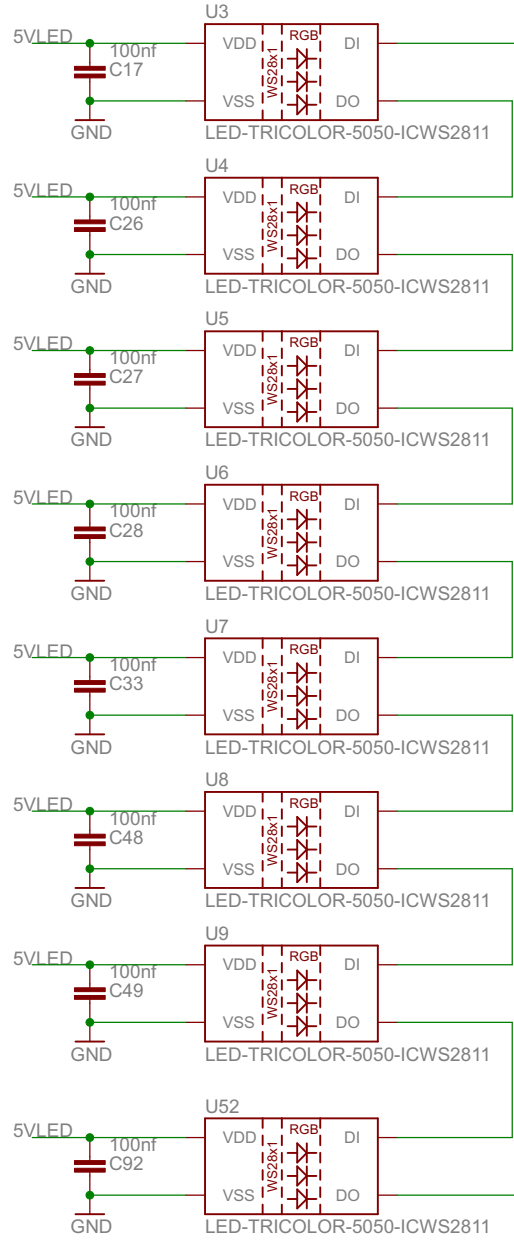 U3
5VLED
100nf
C17
GND
VDD
VSS
WS28x1
RGB
DI
DO
LED-TRICOLOR-5050-ICWS2811
U4
5VLED
100nf
C26
GND
VDD
VSS
WS28x1
RGB
DI
DO
LED-TRICOLOR-5050-ICWS2811
U5
5VLED
100nf
C27
GND
VDD
VSS
WS28x1
RGB
DI
DO
LED-TRICOLOR-5050-ICWS2811
U6
5VLED
100nf
C28
GND
VDD
VSS
WS28x1
RGB
DI
DO
LED-TRICOLOR-5050-ICWS2811
U7
5VLED
100nf
C33
GND
VDD
VSS
WS28x1
RGB
DI
DO
LED-TRICOLOR-5050-ICWS2811
U8
5VLED
100nf
C48
GND
VDD
VSS
WS28x1
RGB
DI
DO
LED-TRICOLOR-5050-ICWS2811
U9
5VLED
100nf
C49
GND
VDD
VSS
WS28x1
RGB
DI
DO
LED-TRICOLOR-5050-ICWS2811
U52
5VLED
100nf
C92
GND
VDD
VSS
WS28x1
RGB
DI
DO
LED-TRICOLOR-5050-ICWS2811